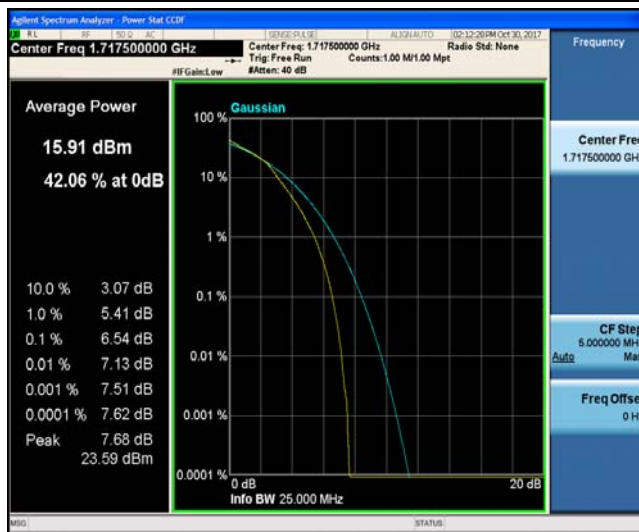 Agilent Spectrum Analyzer - Power Stat CCDF
RL RF 50 Ω AC SENSE:PULSE ALIGN AUTO 02:12:20 PM Oct 30, 2017
Center Freq 1.717500000 GHz
Center Freq: 1.717500000 GHz Radio Std: None
Trig: Free Run Counts:1.00 M/1.00 Mpt
#IFGain:Low #Atten: 40 dB
Frequency
Average Power
15.91 dBm
42.06 % at 0dB
10.0 % 3.07 dB
1.0 % 5.41 dB
0.1 % 6.54 dB
0.01 % 7.13 dB
0.001 % 7.51 dB
0.0001 % 7.62 dB
Peak 7.68 dB
23.59 dBm
Gaussian
100 %
10 %
1 %
0.1 %
0.01 %
0.001 %
0.0001 %
0 dB 20 dB
Info BW 25.000 MHz
Center Fre
1.717500000 GH
CF Step
5.000000 MH
Auto Ma
Freq Offse
0 H
MSG STATUS